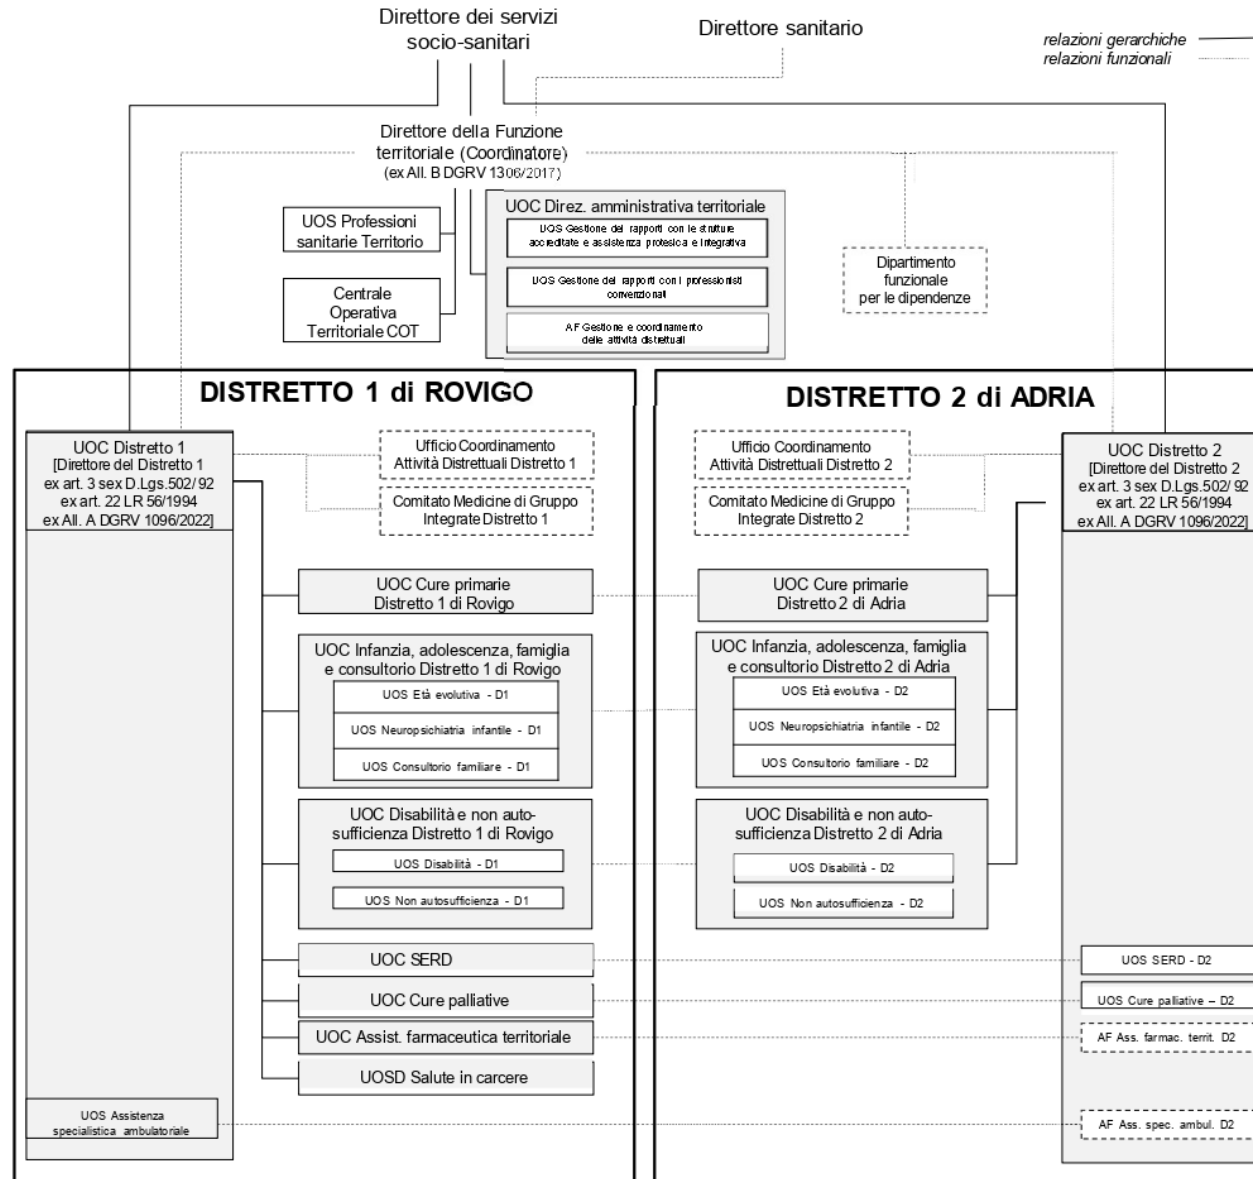 Direttore dei servizi
socio-sanitari
Direttore sanitario
relazioni gerarchiche
relazioni funzionali
Direttore della Funzione
territoriale (Coordinatore)
(ex All. B DGRV 1306/2017)
UOS Professioni
sanitarie Territorio
Centrale
Operativa
Territoriale COT
UOC Direz. amministrativa territoriale
UOS Gestione dei rapporti con le strutture
accreditate e assistenza protesica e integrativa
UOS Gestione dei rapporti con i professionisti
convenzionati
AF Gestione e coordinamento
delle attività distrettuali
Dipartimento
funzionale
per le dipendenze
DISTRETTO 1 di ROVIGO
UOC Distretto 1
[Direttore del Distretto 1
ex art. 3 sex D.Lgs.502/ 92
ex art. 22 LR 56/1994
ex All. A DGRV 1096/2022]
Ufficio Coordinamento
Attività Distrettuali Distretto 1
Comitato Medicine di Gruppo
Integrate Distretto 1
UOC Cure primarie
Distretto 1 di Rovigo
UOC Infanzia, adolescenza, famiglia
e consultorio Distretto 1 di Rovigo
UOS Età evolutiva - D1
UOS Neuropsichiatria infantile - D1
UOS Consultorio familiare - D1
UOC Disabilità e non auto-
sufficienza Distretto 1 di Rovigo
UOS Disabilità - D1
UOS Non autosufficienza - D1
UOC SERD
UOC Cure palliative
UOC Assist. farmaceutica territoriale
UOSD Salute in carcere
UOS Assistenza
specialistica ambulatoriale
DISTRETTO 2 di ADRIA
Ufficio Coordinamento
Attività Distrettuali Distretto 2
Comitato Medicine di Gruppo
Integrate Distretto 2
UOC Distretto 2
[Direttore del Distretto 2
ex art. 3 sex D.Lgs.502/ 92
ex art. 22 LR 56/1994
ex All. A DGRV 1096/2022]
UOC Cure primarie
Distretto 2 di Adria
UOC Infanzia, adolescenza, famiglia
e consultorio Distretto 2 di Adria
UOS Età evolutiva - D2
UOS Neuropsichiatria infantile - D2
UOS Consultorio familiare - D2
UOC Disabilità e non auto-
sufficienza Distretto 2 di Adria
UOS Disabilità - D2
UOS Non autosufficienza - D2
UOS SERD - D2
UOS Cure palliative – D2
AF Ass. farmac. territ. D2
AF Ass. spec. ambul. D2